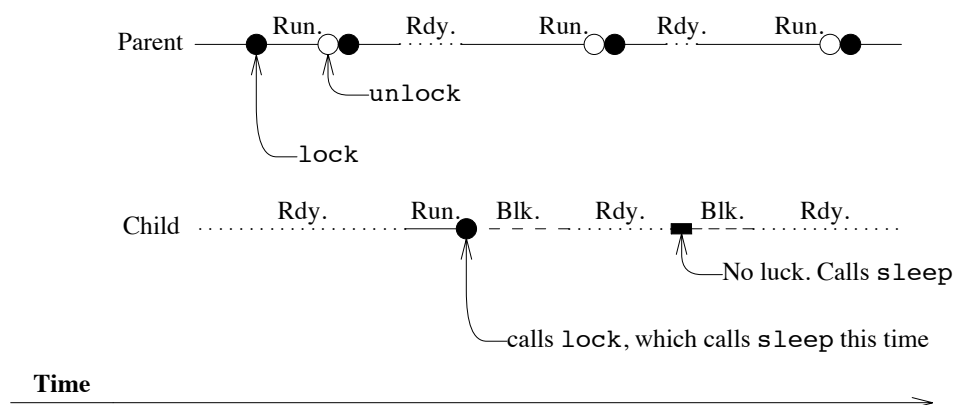 Run. Rdy. Run. Rdy. Run.
Parent
unlock
lock
Rdy. Run. Blk. Rdy. Blk. Rdy.
Child
No luck. Calls sleep
calls lock, which calls sleep this time
Time